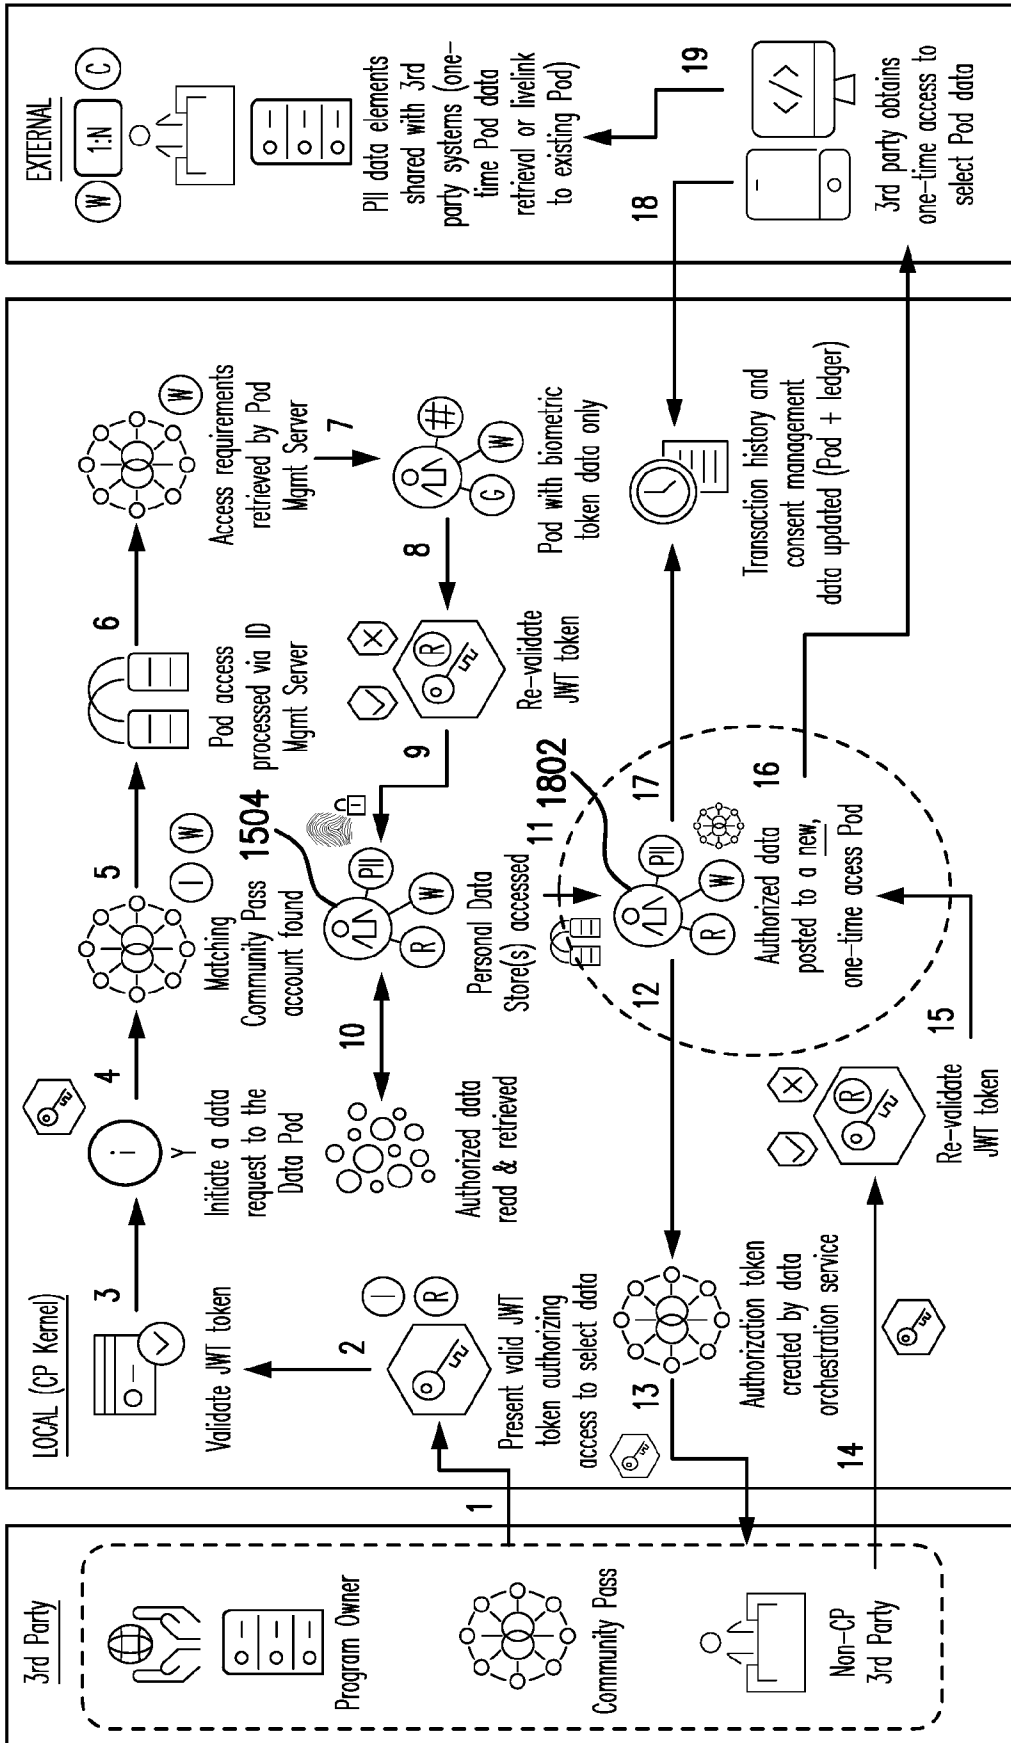 3rd Party
Program Owner
Community Pass
Non-CP
3rd Party
1
LOCAL (CP Kernel)
Validate JWT token
2
I
R
Present valid JWT
token authorizing
access to select data
3
i
Y
Initiate a data
request to the
Data Pod
4
Matching
Community Pass
account found
I
W
5
Pod access
processed via ID
Mgmt Server
6
Access requirements
retrieved by Pod
Mgmt Server
W
7
#
G
W
Pod with biometric
token data only
8
R
Re-validate
JWT token
9
1504
PII
R
W
10
Authorized data
read & retrieved
Personal Data
Store(s) accessed
11
1802
PII
R
W
Authorized data
posted to a new,
one-time acess Pod
12
Authorization token
created by data
orchestration service
13
14
R
Re-validate
JWT token
15
16
17
Transaction history and
consent management
data updated (Pod + ledger)
18
EXTERNAL
W
1:N
C
PII data elements
shared with 3rd
party systems (one-
time Pod data
retrieval or livelink
to existing Pod)
19
</>
3rd party obtains
one-time access to
select Pod data